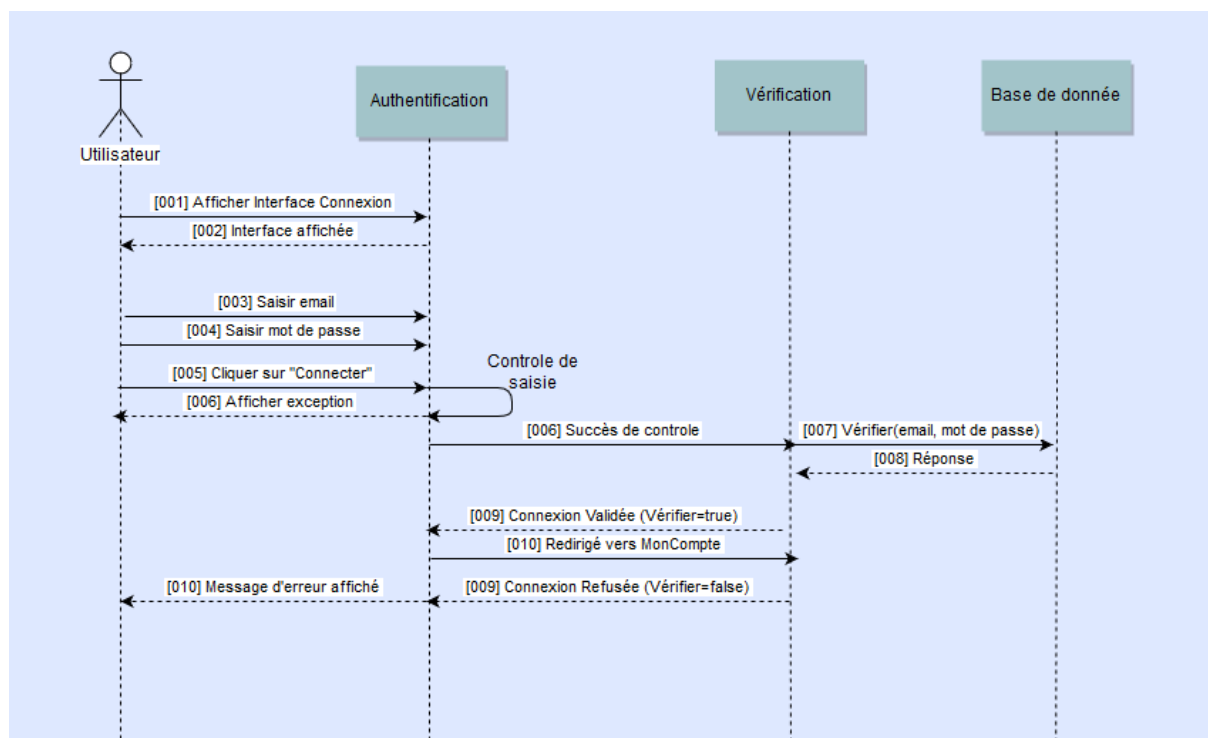 Authentification
Vérification
Base de donnée
Utilisateur
[001] Afficher Interface Connexion
[002] Interface affichée
[003] Saisir email
[004] Saisir mot de passe
Controle de
saisie
[005] Cliquer sur "Connecter"
[006] Afficher exception
[006] Succès de controle
[007] Vérifier(email, mot de passe)
[008] Réponse
[009] Connexion Validée (Vérifier=true)
[010] Redirigé vers MonCompte
[010] Message d'erreur affiché
[009] Connexion Refusée (Vérifier=false)